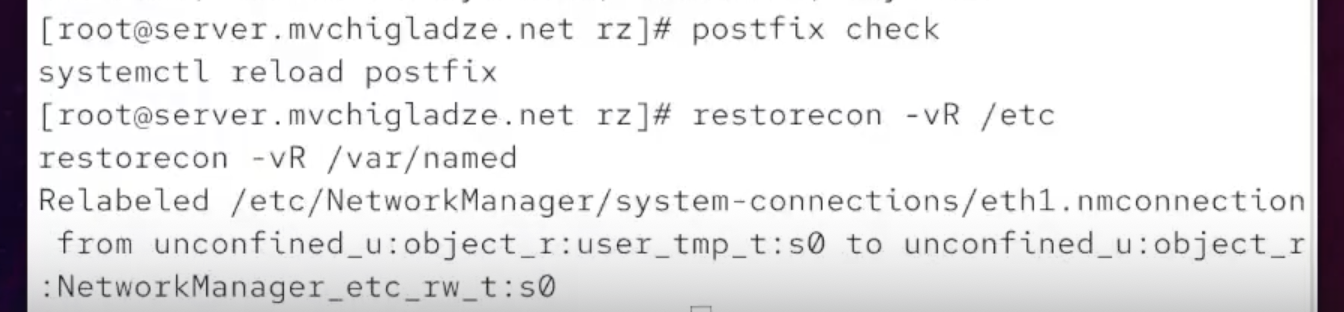 [root@server.mvchigladze.net rz]# postfix check
systemctl reload postfix
[root@server.mvchigladze.net rz]# restorecon -vR /etc
restorecon -vR /var/named
Relabeled /etc/NetworkManager/system-connections/eth1.nmconnection
 from unconfined_u:object_r:user_tmp_t:s0 to unconfined_u:object_r
:NetworkManager_etc_rw_t:s0